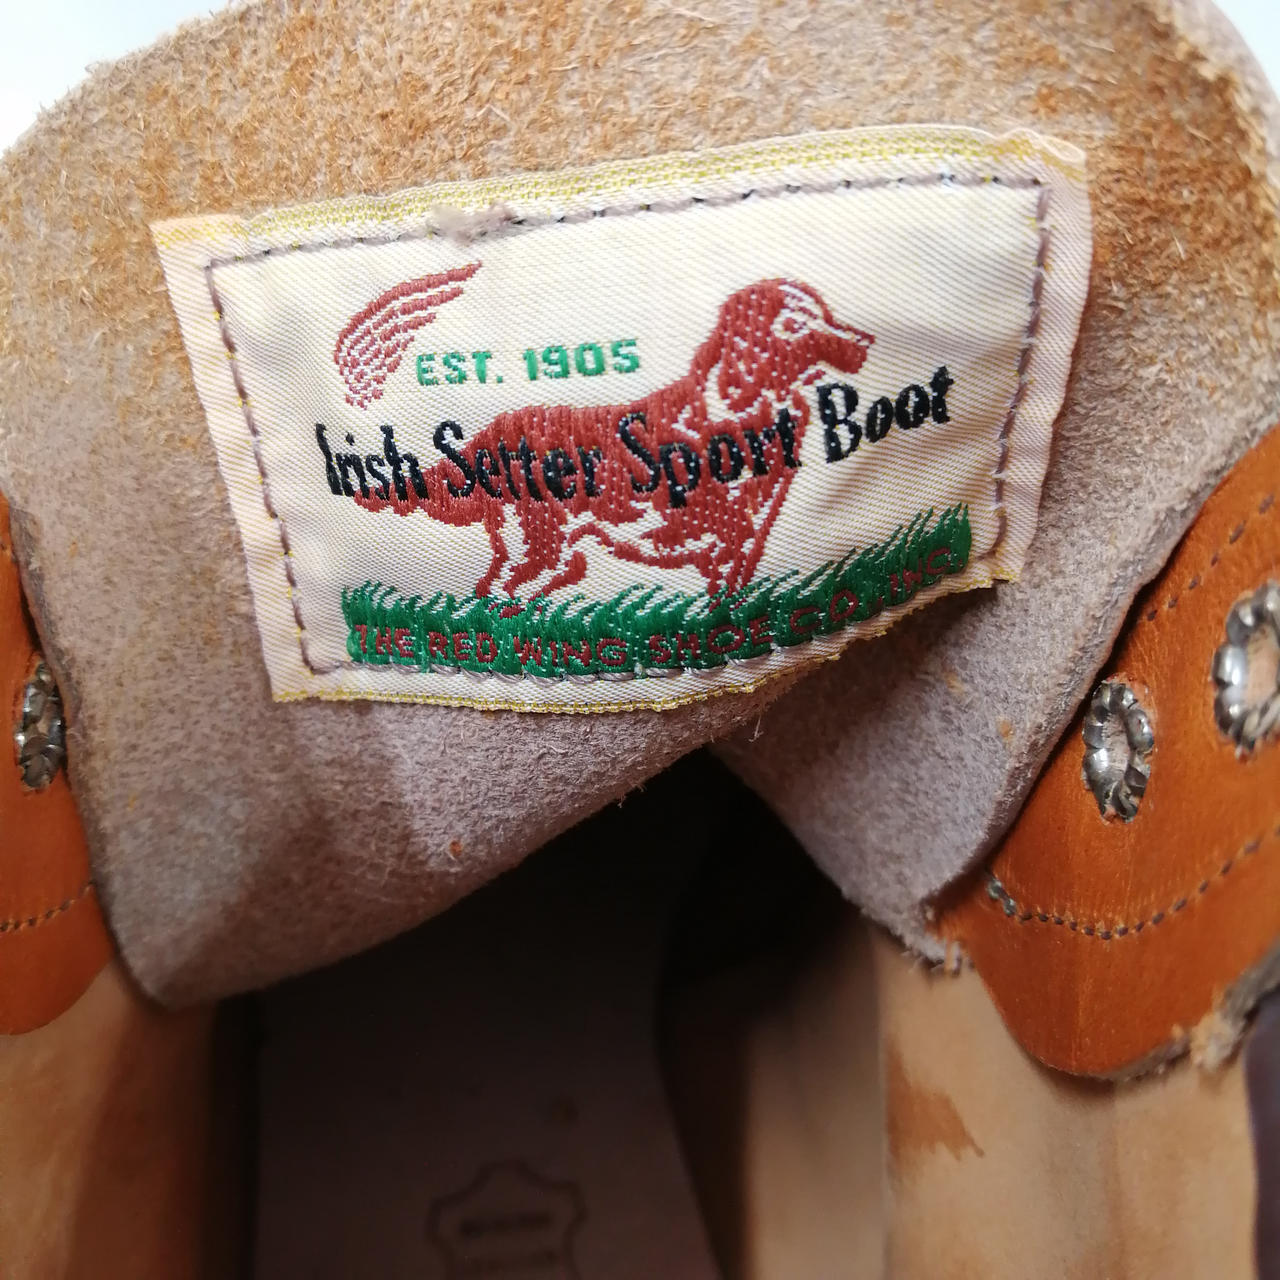 EST. 1905
Irish Setter Sport Boot
THE RED WING SHOE CO. INC.